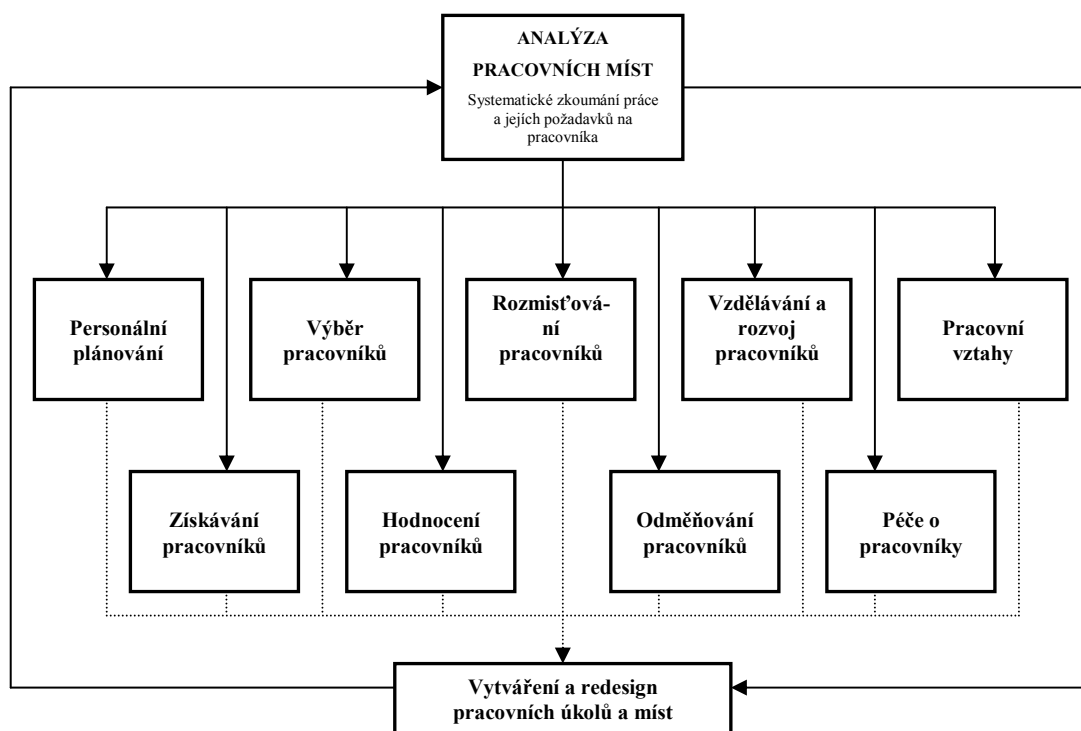 ANALÝZA
PRACOVNÍCH MÍST
Systematické zkoumání práce
a jejích požadavků na
pracovníka
Personální
plánování
Výběr
pracovníků
Rozmisťová-
ní
pracovníků
Vzdělávání a
rozvoj
pracovníků
Pracovní
vztahy
Získávání
pracovníků
Hodnocení
pracovníků
Odměňování
pracovníků
Péče o
pracovníky
Vytváření a redesign
pracovních úkolů a míst